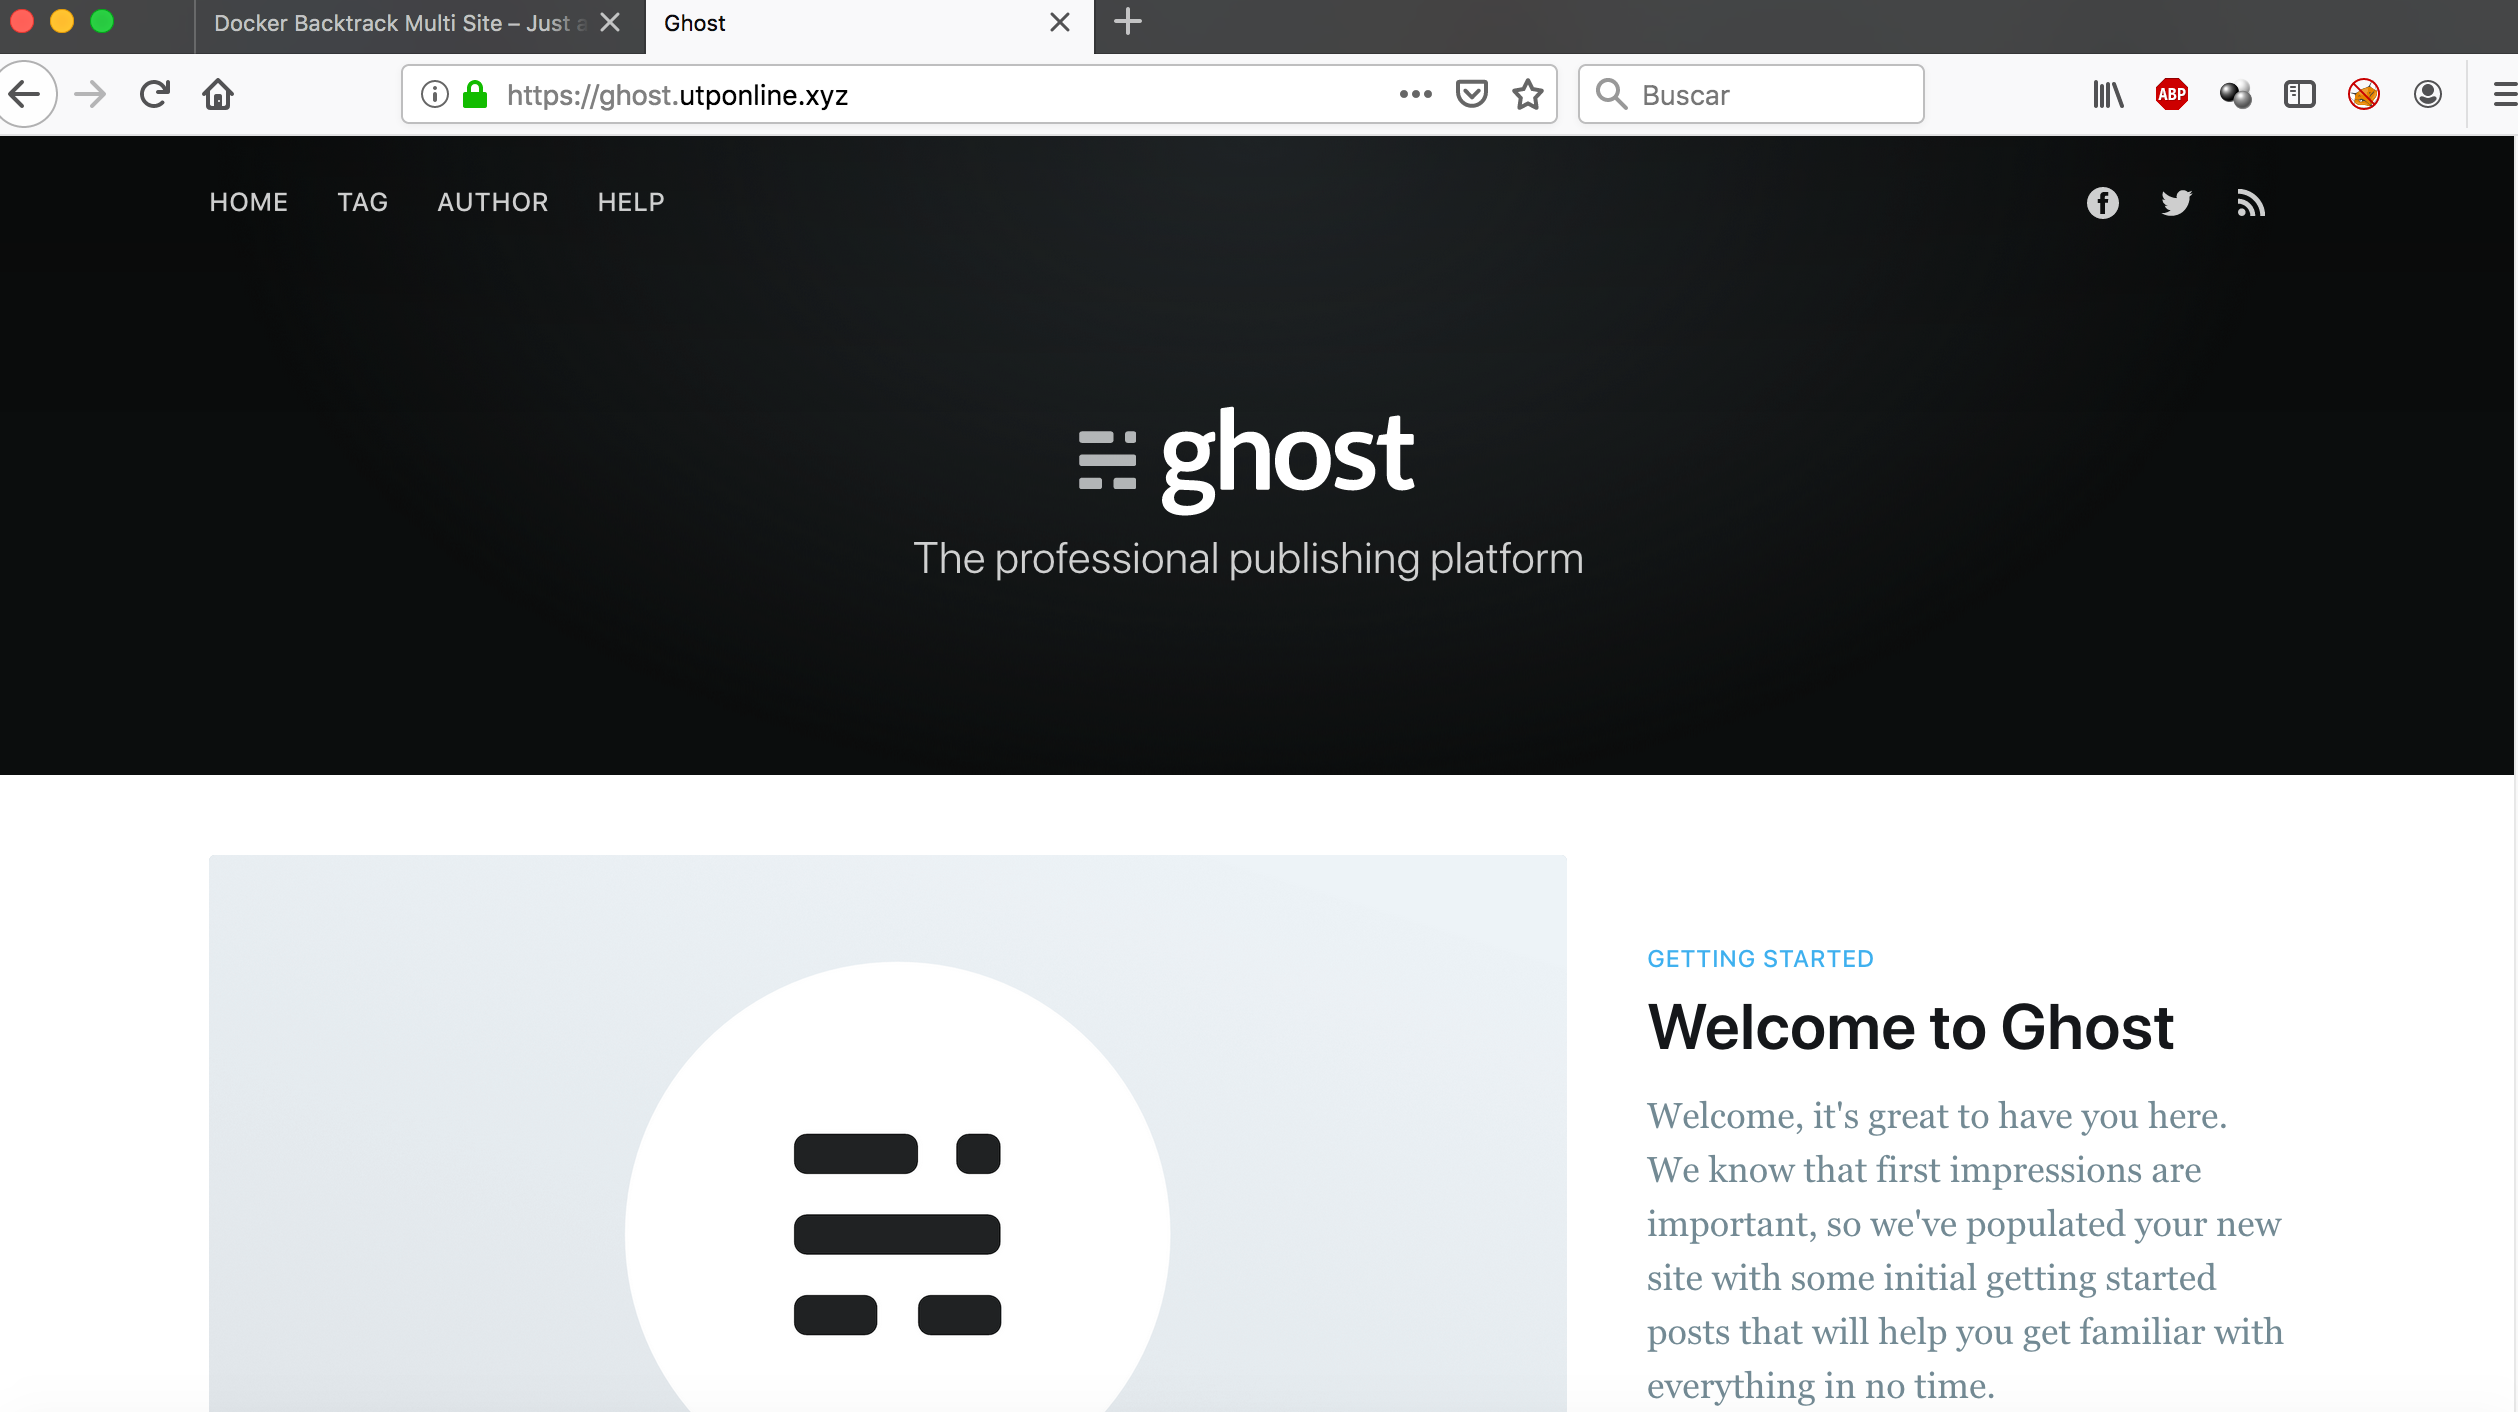 Docker Backtrack Multi Site – Just a
Ghost
https://ghost.utponline.xyz
Buscar
ABP
HOME
TAG
AUTHOR
HELP
ghost
The professional publishing platform
GETTING STARTED
Welcome to Ghost
Welcome, it's great to have you here.
We know that first impressions are
important, so we've populated your new
site with some initial getting started
posts that will help you get familiar with
everything in no time.